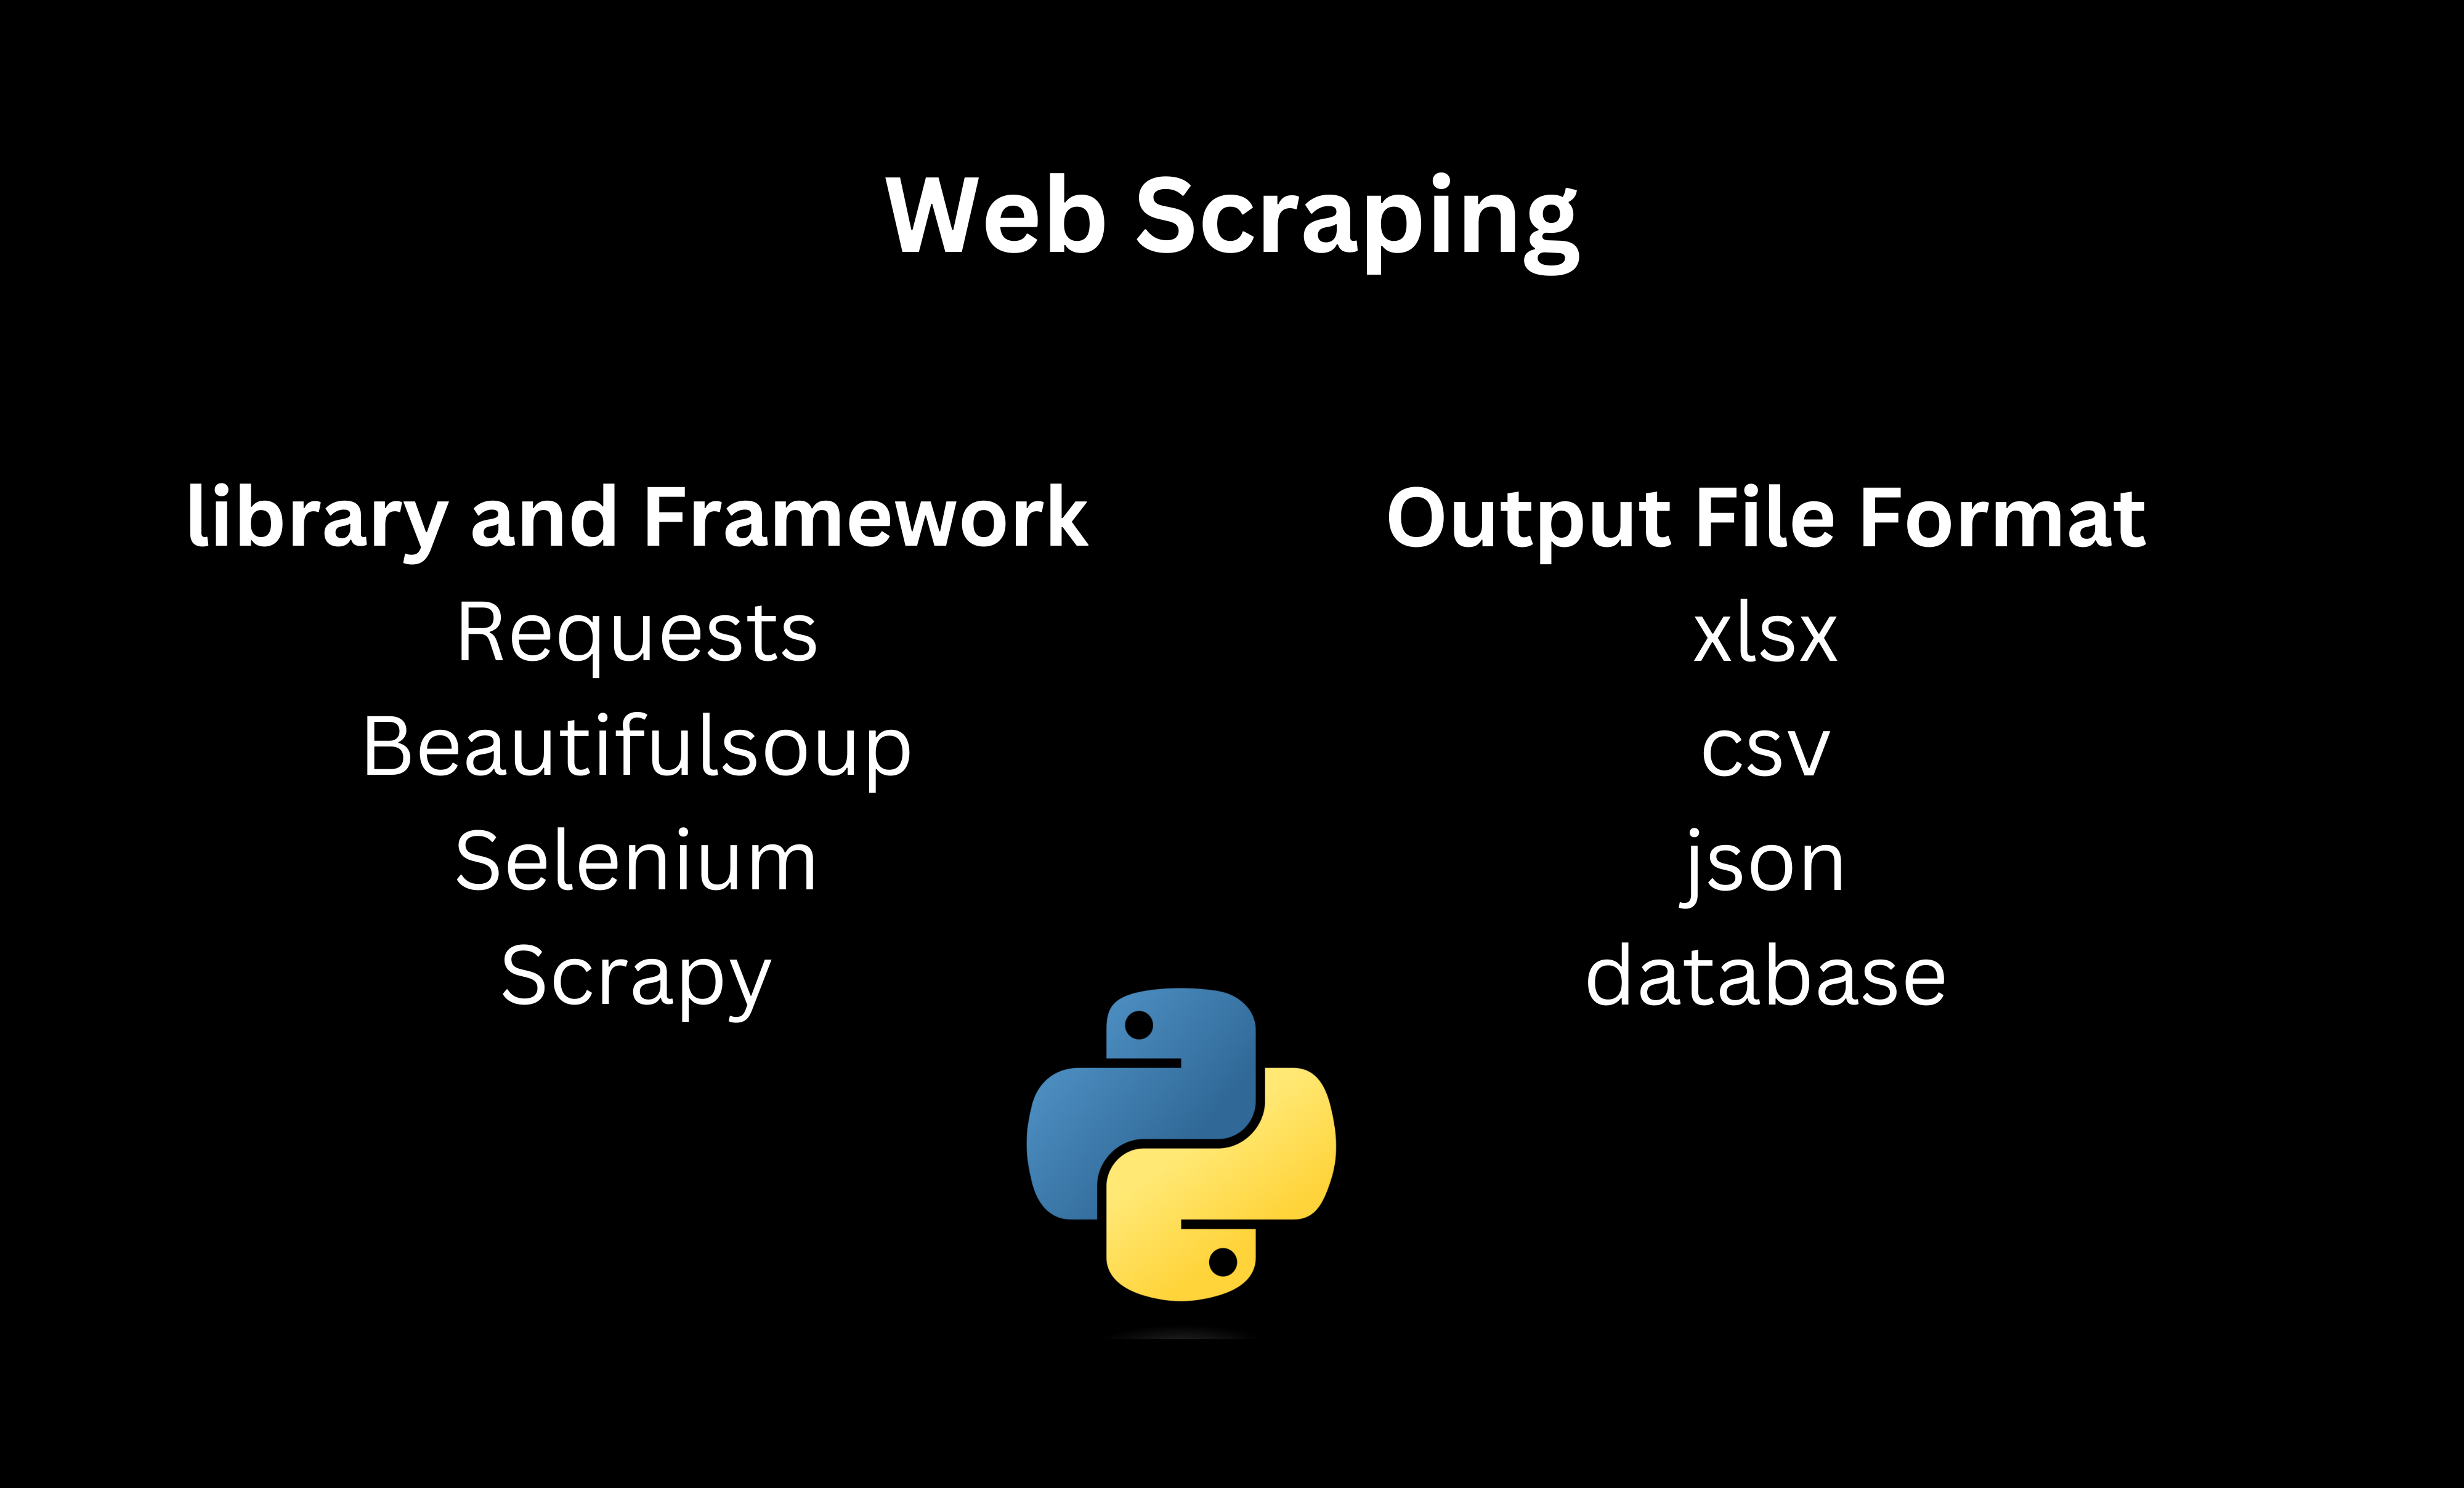 Web Scraping
library and Framework
Requests
Beautifulsoup
Selenium
Scrapy
Output File Format
xlsx
csv
json
database